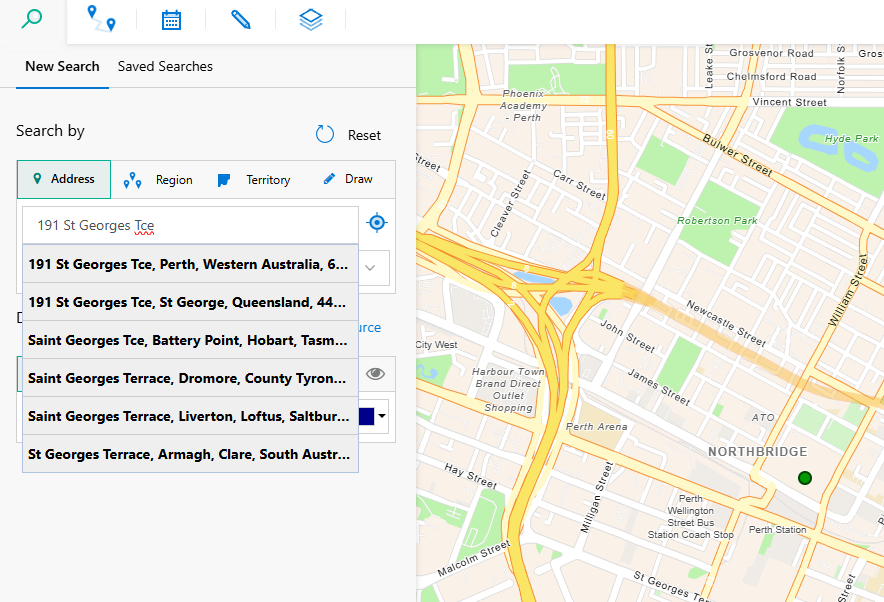 New Search
Saved Searches
Search by
Reset
Address
Region
Territory
Draw
191 St Georges Tce
191 St Georges Tce, Perth, Western Australia, 6...
191 St Georges Tce, St George, Queensland, 44...
Saint Georges Tce, Battery Point, Hobart, Tasm...
Saint Georges Terrace, Dromore, County Tyron...
Saint Georges Terrace, Liverton, Loftus, Saltbur...
St Georges Terrace, Armagh, Clare, South Austr...
Grosvenor Road
Gros
Leake St
Norfolk S
Chelmsford Road
Vincent Street
Phoenix
Academy
- Perth
Bulwer Street
Hyde Park
Street
Carr Street
Cleaver Street
Robertson Park
William Street
Newcastle Street
John Street
City West
James Street
Harbour Town
Brand Direct
Outlet
Shopping
Perth Arena
ATO
NORTHBRIDGE
Hay Street
Milligan Street
Perth
Wellington
Street Bus
Station Coach Stop
Perth Station
Malcolm Street
St Georges Ter
Street